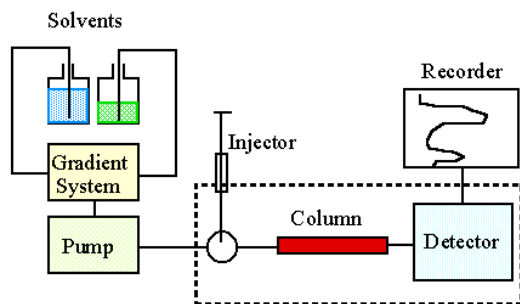 Solvents
Recorder
Injector
Gradient
System
Column
Pump
Detector